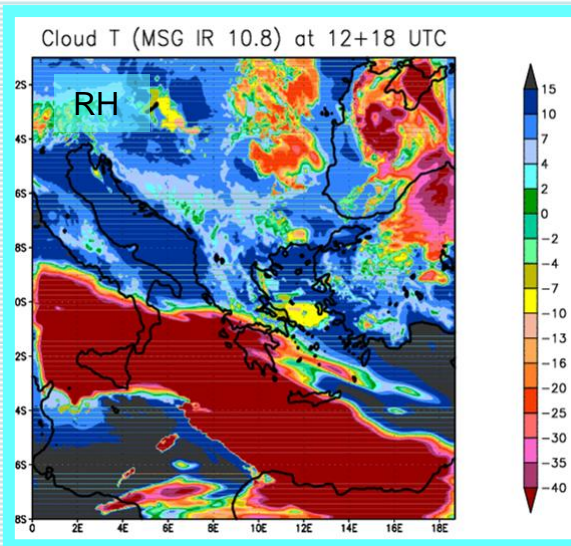 Cloud T (MSG IR 10.8) at 12+18 UTC
RH
2S
4S
6S
8S
0S
2S
4S
6S
8S
0
2E
4E
6E
8E
10E
12E
14E
16E
18E
15
10
7
4
2
0
-2
-4
-7
-10
-13
-16
-20
-25
-30
-35
-40